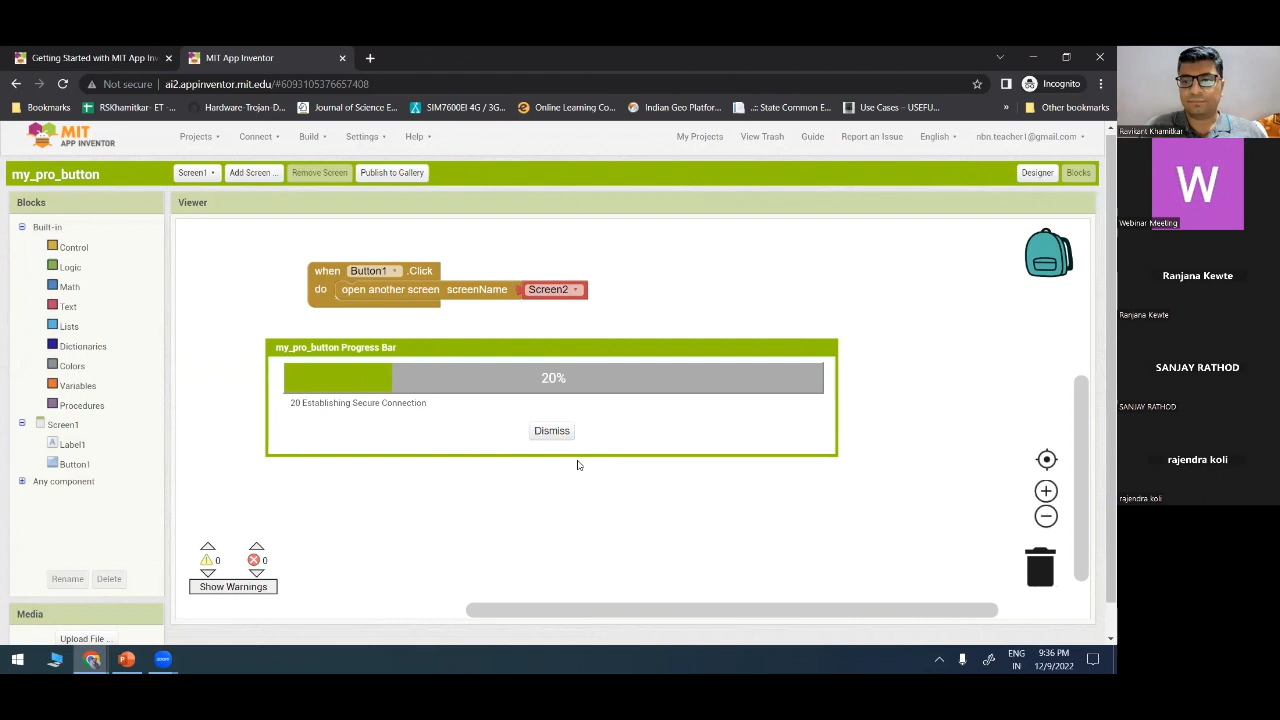 Getting Started with MIT App Inv
MIT App Inventor
Not secure
ai2.appinventor.mit.edu/#6093105376657408
Incognito
Bookmarks
RSKhamitkar- ET -...
Hardware-Trojan-D...
Journal of Science E...
SIM7600EI 4G / 3G...
Online Learning Co...
Indian Geo Platfor...
..: State Common E...
Use Cases – USEFU...
»
Other bookmarks
MIT
APP INVENTOR
Projects
Connect
Build
Settings
Help
My Projects
View Trash
Guide
Report an Issue
English
nbn.teacher1@gmail.com
my_pro_button
Screen1
Add Screen ...
Remove Screen
Publish to Gallery
Designer
Blocks
Blocks
Viewer
Built-in
Control
Logic
Math
Text
Lists
Dictionaries
Colors
Variables
Procedures
Screen1
Label1
Button1
Any component
Rename
Delete
Media
Upload File ...
when Button1 .Click
do open another screen screenName Screen2
my_pro_button Progress Bar
20%
20 Establishing Secure Connection
Dismiss
0
0
Show Warnings
ENG
IN
9:36 PM
12/9/2022
Ravikant Khamitkar
W
Webinar Meeting
Ranjana Kewte
Ranjana Kewte
SANJAY RATHOD
SANJAY RATHOD
rajendra koli
rajendra koli